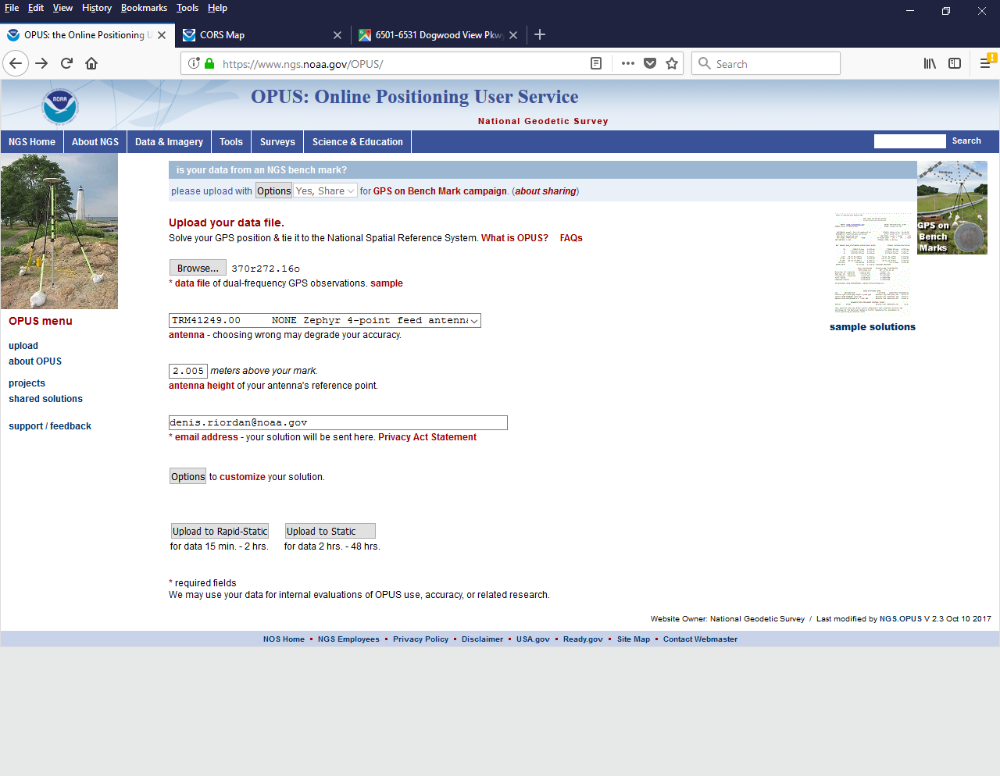 File Edit View History Bookmarks Tools Help
OPUS: the Online Positioning U
CORS Map
6501-6531 Dogwood View Pkwy
https://www.ngs.noaa.gov/OPUS/
Search
NOAA
OPUS: Online Positioning User Service
National Geodetic Survey
NGS Home About NGS Data & Imagery Tools Surveys Science & Education Search
is your data from an NGS bench mark?
please upload with Options Yes, Share for GPS on Bench Mark campaign. (about sharing)
GPS on
Bench
Marks
Upload your data file.
Solve your GPS position & tie it to the National Spatial Reference System. What is OPUS? FAQs
Browse... 370r272.16o
* data file of dual-frequency GPS observations. sample
TRM41249.00 NONE Zephyr 4-point feed antenna
antenna - choosing wrong may degrade your accuracy.
sample solutions
OPUS menu
upload
about OPUS
projects
shared solutions
support / feedback
2.005 meters above your mark.
antenna height of your antenna's reference point.
denis.riordan@noaa.gov
* email address - your solution will be sent here. Privacy Act Statement
Options to customize your solution.
Upload to Rapid-Static Upload to Static
for data 15 min. - 2 hrs. for data 2 hrs. - 48 hrs.
* required fields
We may use your data for internal evaluations of OPUS use, accuracy, or related research.
Website Owner: National Geodetic Survey / Last modified by NGS.OPUS V 2.3 Oct 10 2017
NOS Home ▪ NGS Employees ▪ Privacy Policy ▪ Disclaimer ▪ USA.gov ▪ Ready.gov ▪ Site Map ▪ Contact Webmaster